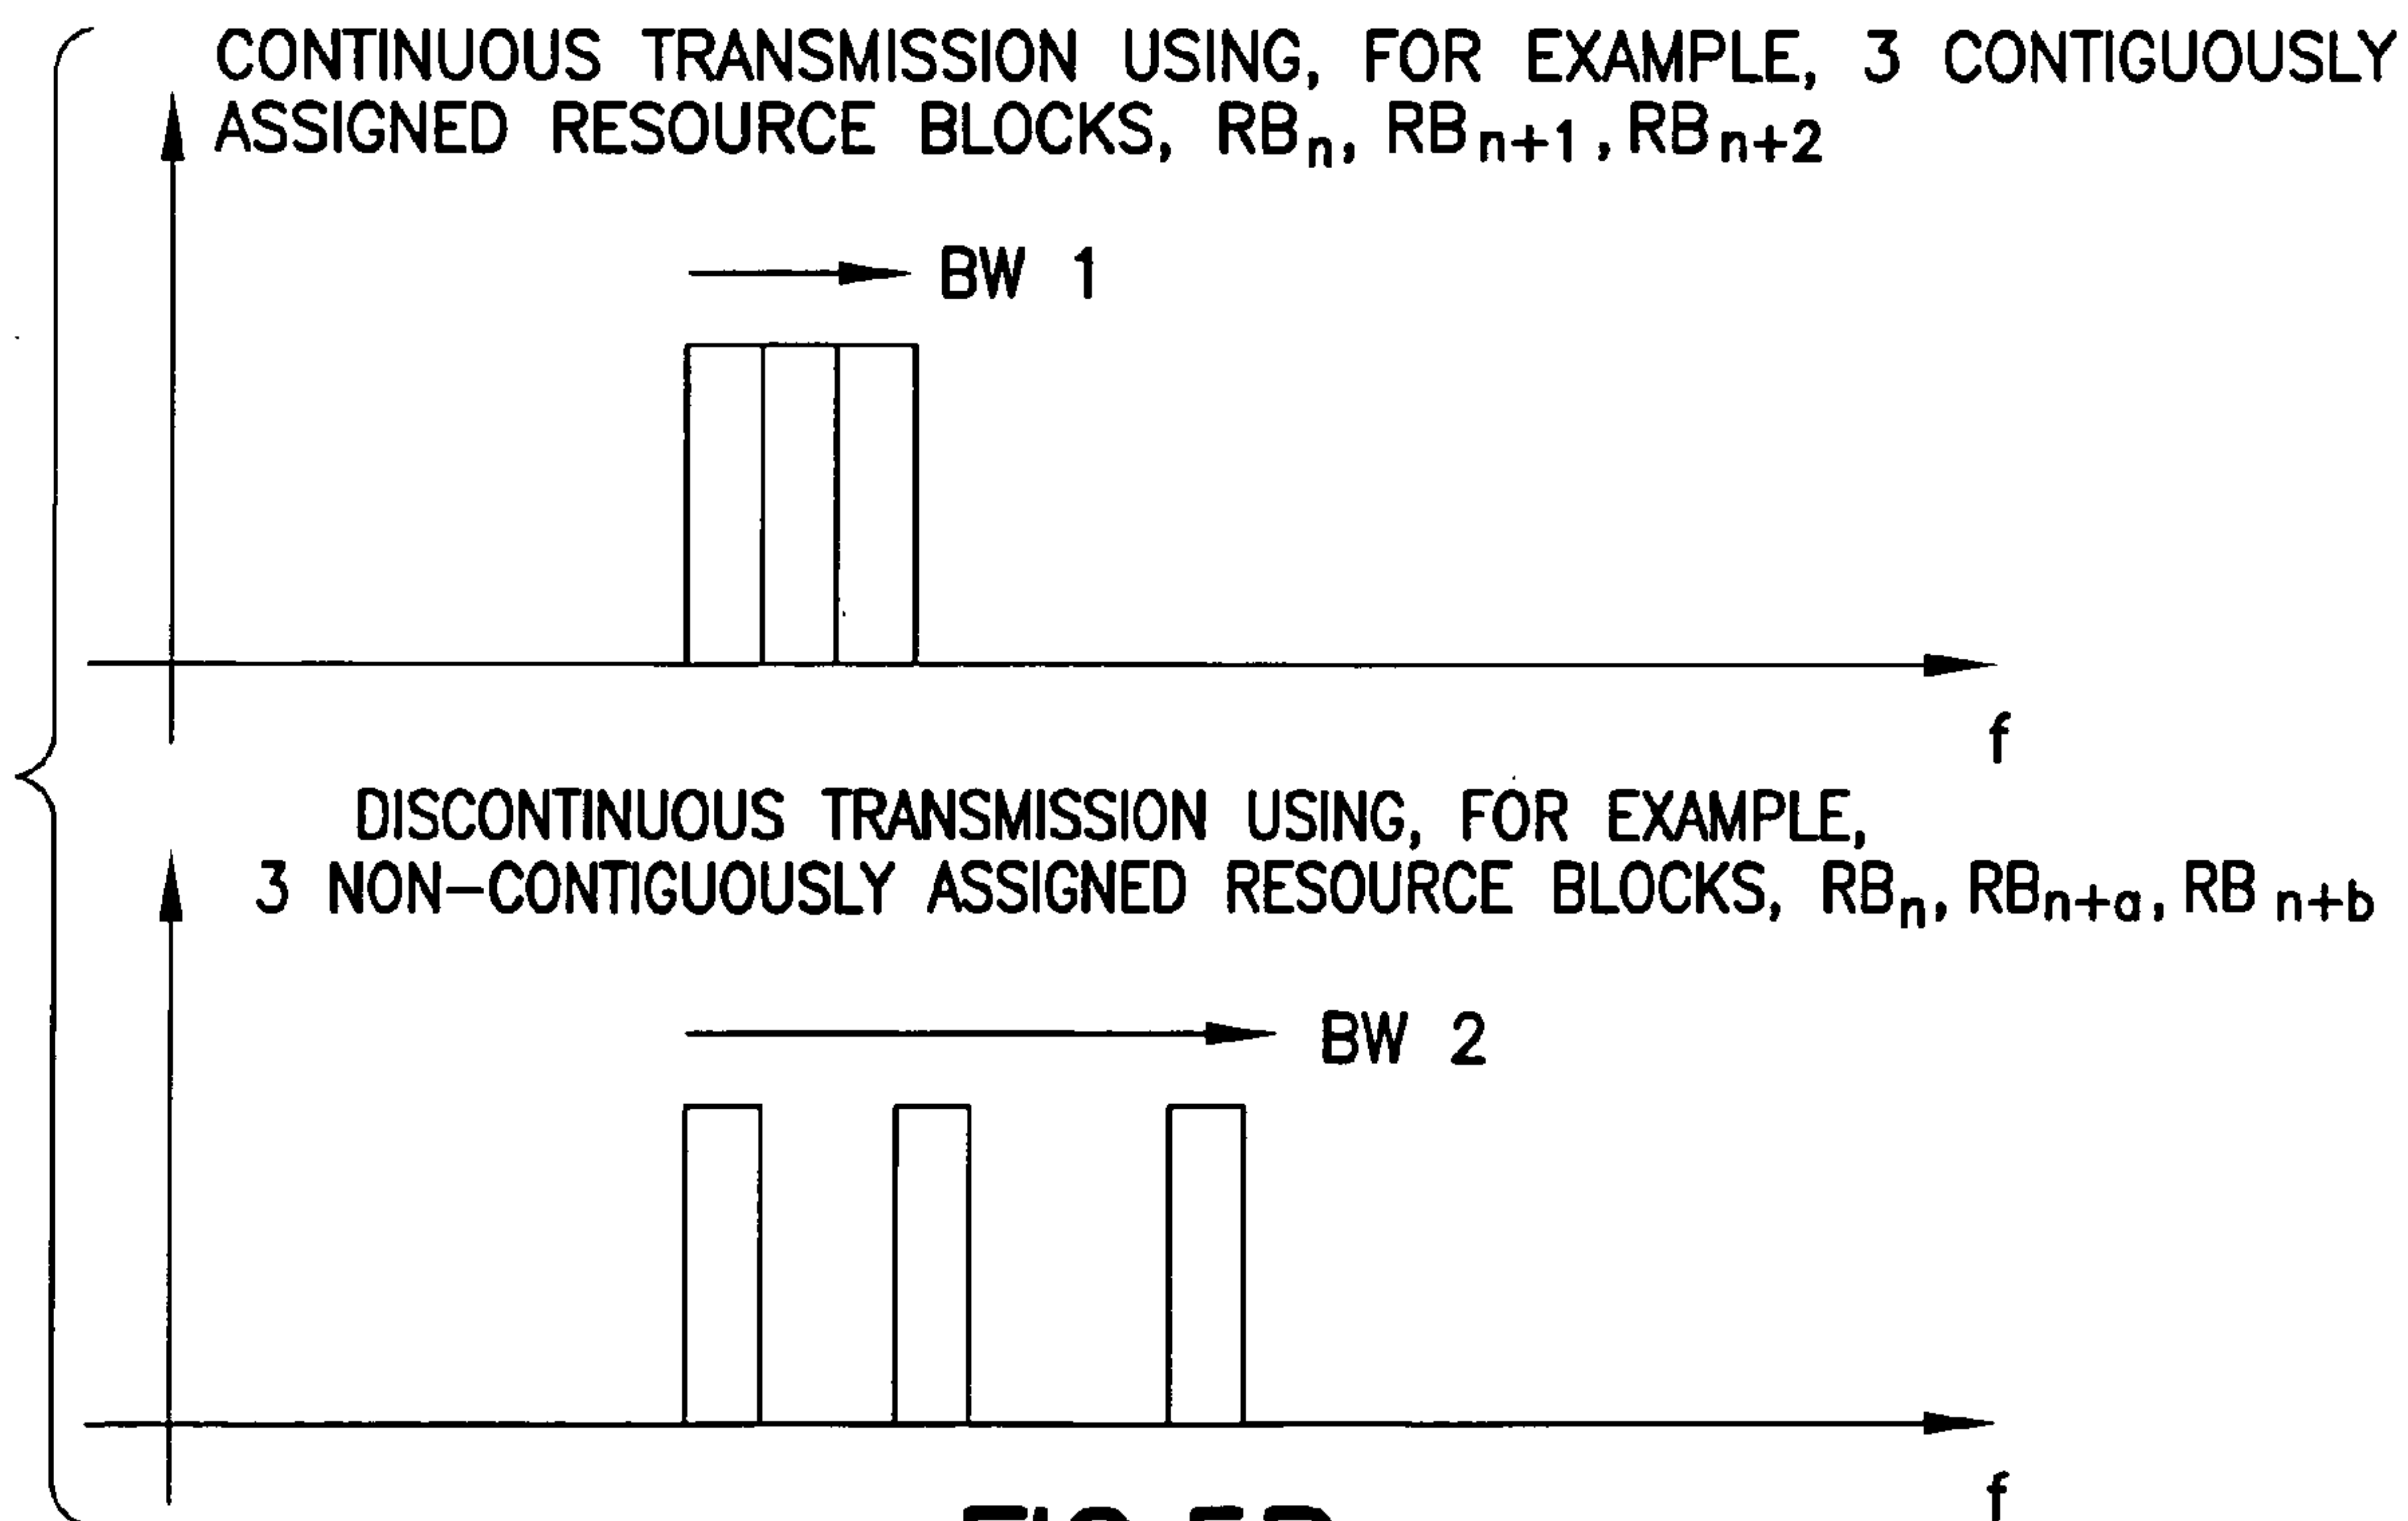 CONTINUOUS TRANSMISSION USING, FOR EXAMPLE, 3 CONTIGUOUSLY
ASSIGNED RESOURCE BLOCKS, RBn, RBn+1, RBn+2
BW 1
f
DISCONTINUOUS TRANSMISSION USING, FOR EXAMPLE,
3 NON-CONTIGUOUSLY ASSIGNED RESOURCE BLOCKS, RBn, RBn+a, RB n+b
BW 2
f